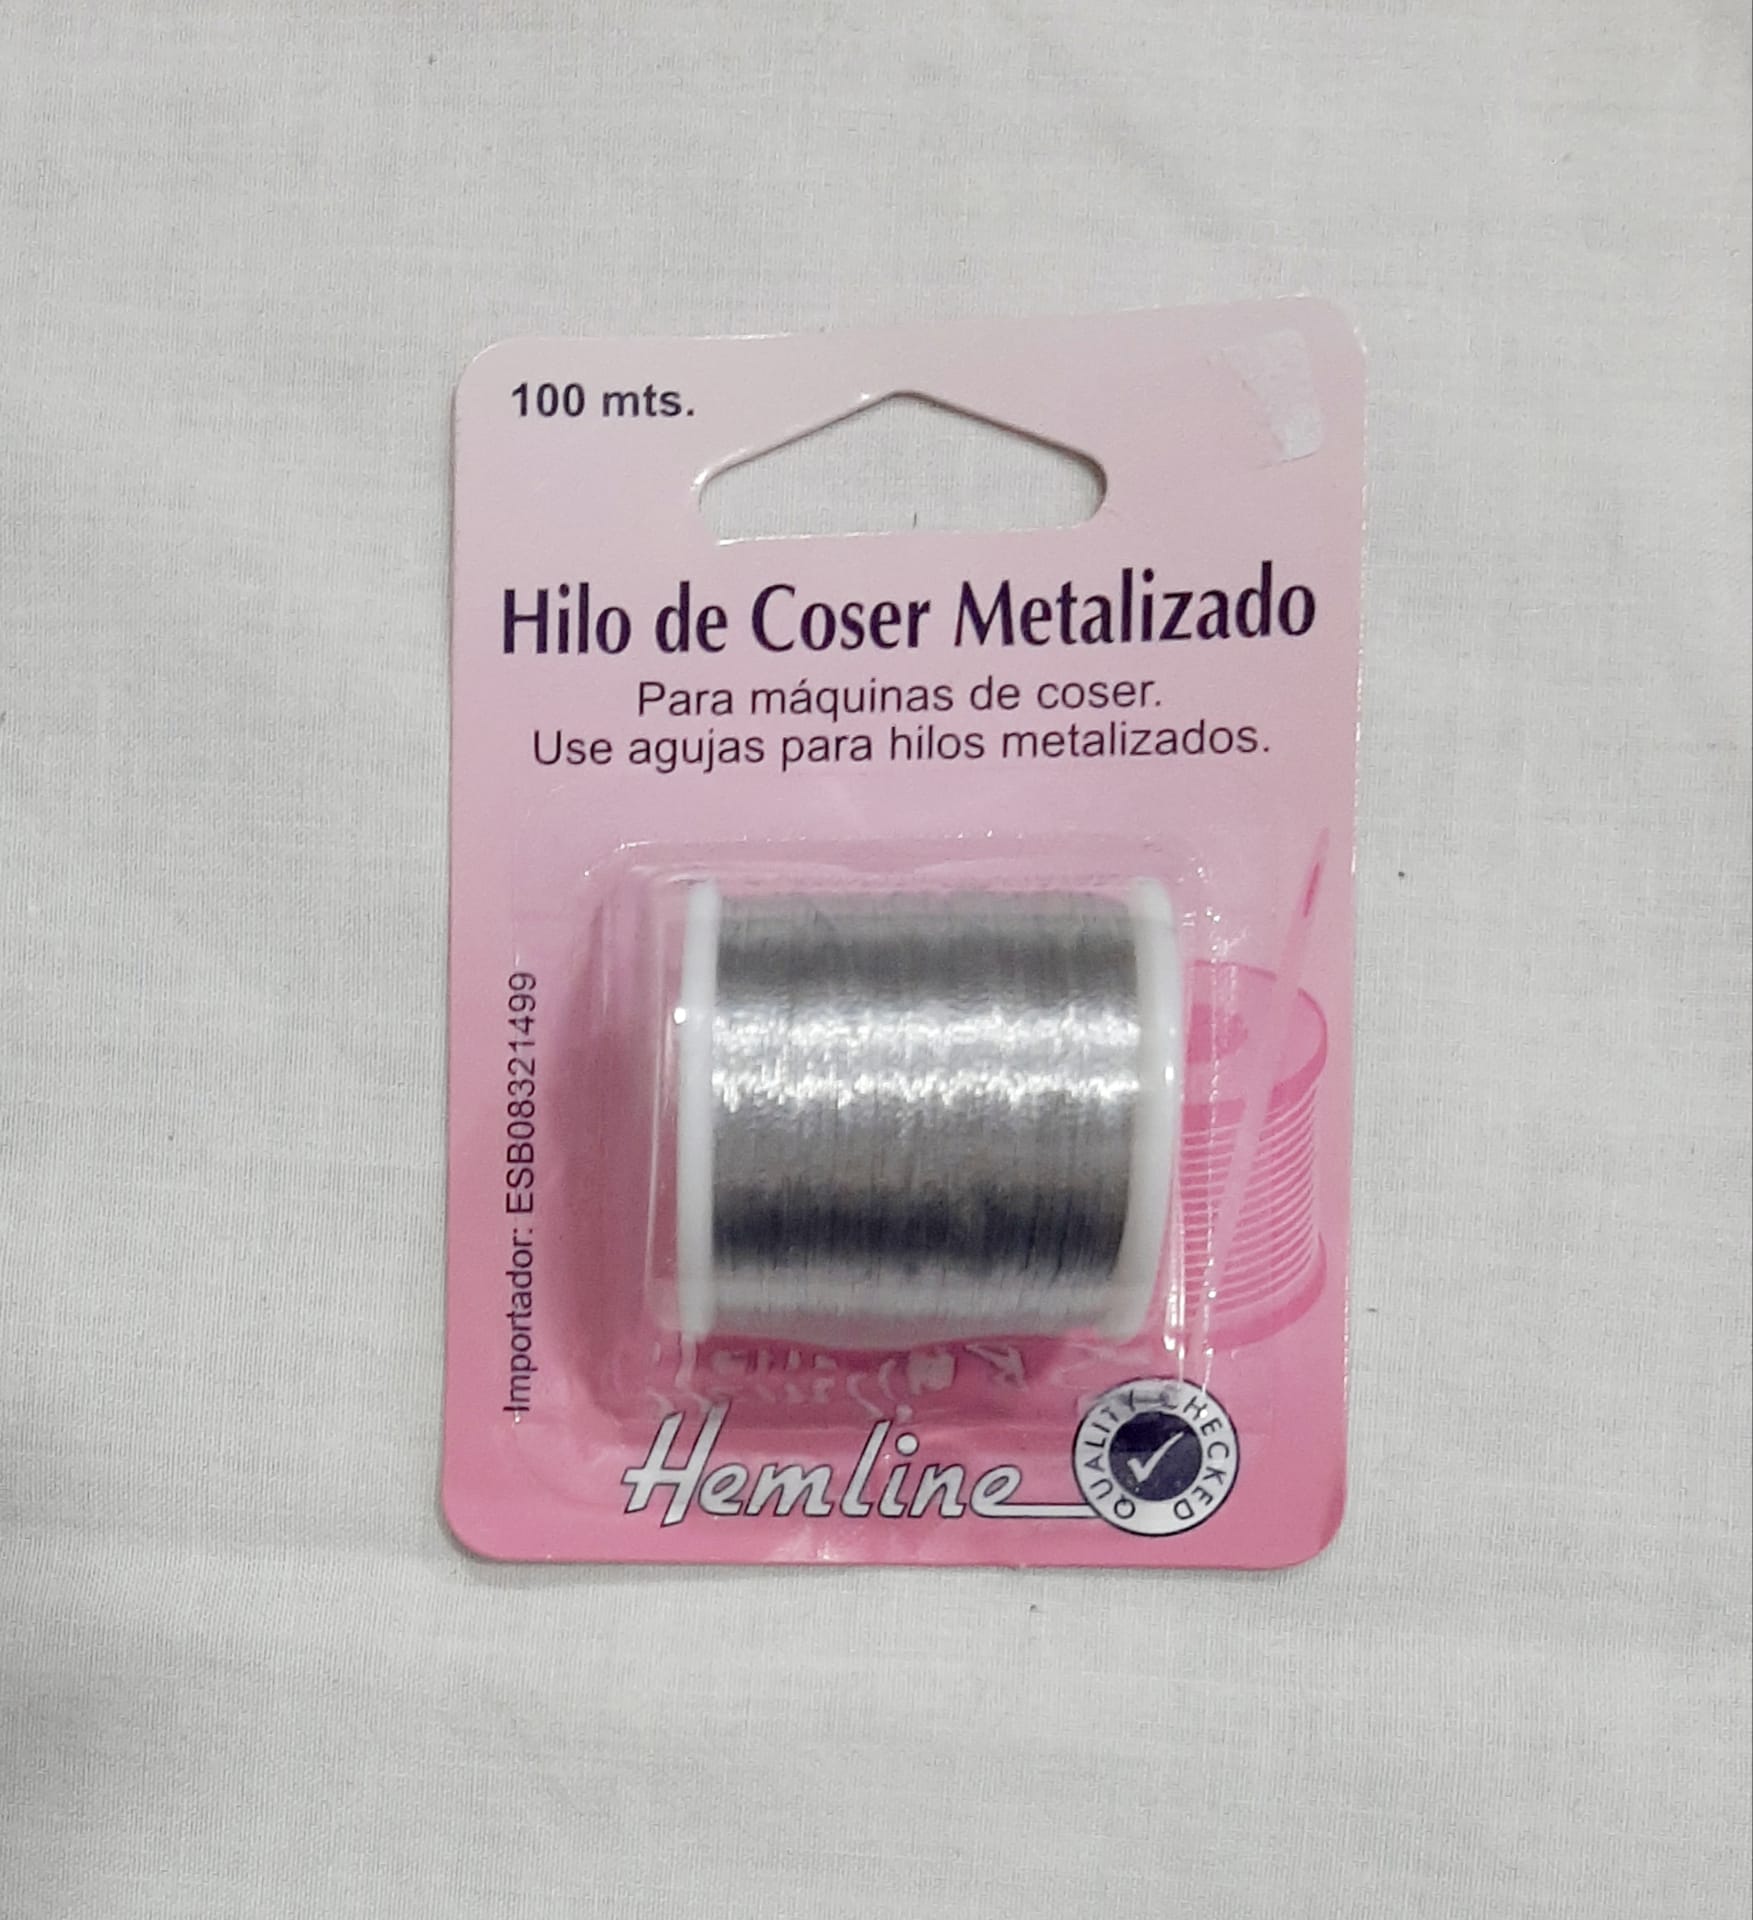 100 mts.
Hilo de Coser Metalizado
Para máquinas de coser.
Use agujas para hilos metalizados.
Importador: ESB08321499
Hemline
QUALITY CHECKED